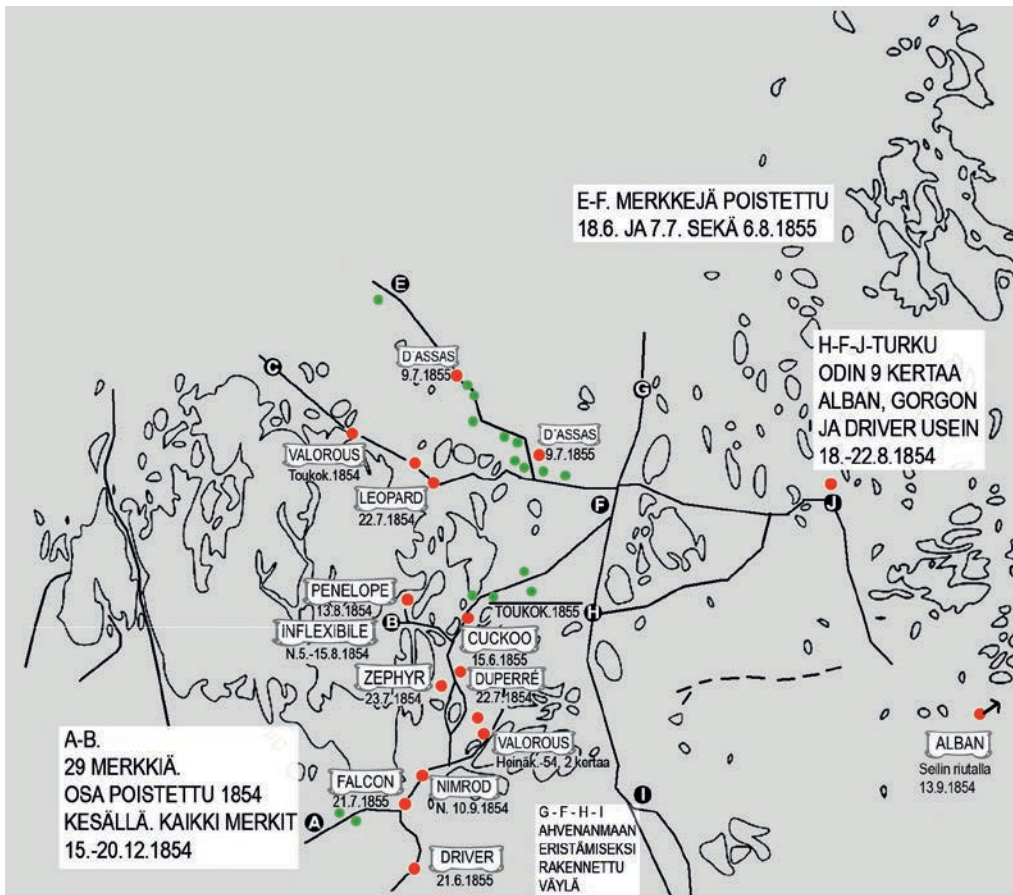 E-F. MERKKEJÄ POISTETTU
18.6. JA 7.7. SEKÄ 6.8.1855
E
D´ASSAS
9.7.1855
C
G
H-F-J-TURKU
ODIN 9 KERTAA
ALBAN, GORGON
JA DRIVER USEIN
18.-22.8.1854
VALOROUS
Toukok.1854
D´ASSAS
9.7.1855
LEOPARD
22.7.1854
F
J
PENELOPE
13.8.1854
B
INFLEXIBILE
N.5.-15.8.1854
TOUKOK.1855
H
CUCKOO
15.6.1855
ZEPHYR
23.7.1854
DUPERRÉ
22.7.1854
VALOROUS
Heinäk.-54, 2 kertaa
ALBAN
Seilin riutalla
13.9.1854
A-B.
29 MERKKIÄ.
OSA POISTETTU 1854
KESÄLLÄ. KAIKKI MERKIT
15.-20.12.1854
FALCON
21.7.1855
NIMROD
N. 10.9.1854
I
A
G - F - H - I
AHVENANMAAN
ERISTÄMISEKSI
RAKENNETTU
VÄYLÄ
DRIVER
21.6.1855